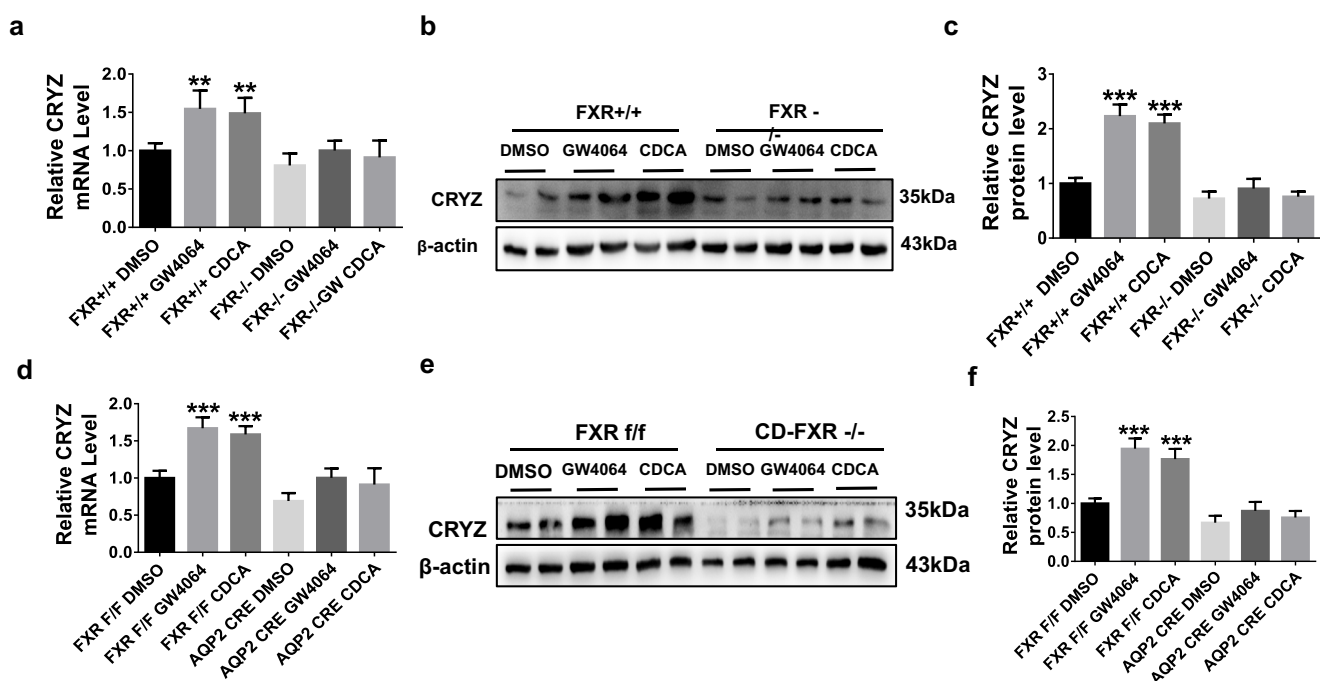 a
Relative CRYZ
mRNA Level
2.0
1.5
1.0
0.5
0.0
**
**
FXR+/+ DMSO
FXR+/+ GW4064
FXR+/+ CDCA
FXR-/- DMSO
FXR-/- GW4064
FXR-/-GW CDCA
b
FXR+/+
FXR -
/-
DMSO GW4064 CDCA DMSO GW4064 CDCA
CRYZ
35kDa
β-actin
43kDa
c
Relative CRYZ
protein level
3
2
1
0
***
***
FXR+/+ DMSO
FXR+/+ GW4064
FXR+/+ CDCA
FXR-/- DMSO
FXR-/- GW4064
FXR-/- CDCA
d
Relative CRYZ
mRNA Level
2.0
1.5
1.0
0.5
0.0
***
***
FXR F/F DMSO
FXR F/F GW4064
FXR F/F CDCA
AQP2 CRE DMSO
AQP2 CRE GW4064
AQP2 CRE CDCA
e
FXR f/f
CD-FXR -/-
DMSO GW4064 CDCA DMSO GW4064 CDCA
CRYZ
35kDa
β-actin
43kDa
f
Relative CRYZ
protein level
2.5
2.0
1.5
1.0
0.5
0.0
***
***
FXR F/F DMSO
FXR F/F GW4064
FXR F/F CDCA
AQP2 CRE DMSO
AQP2 CRE GW4064
AQP2 CRE CDCA